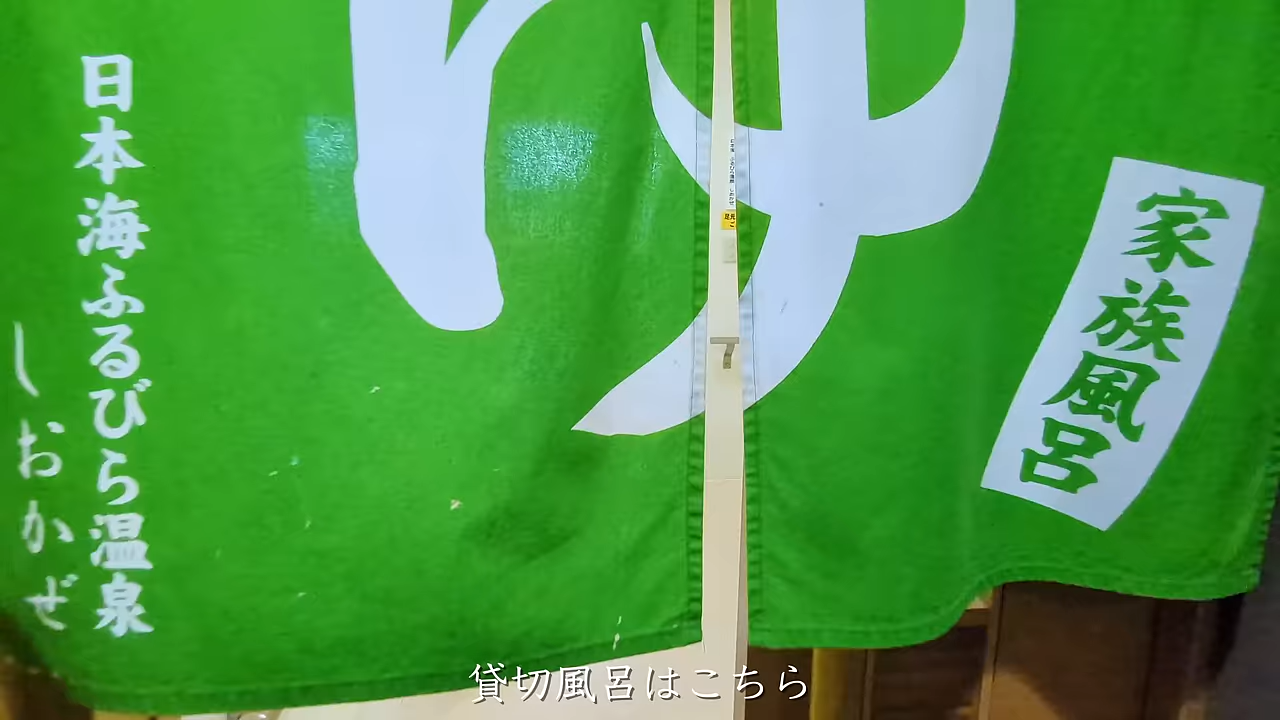 ゆ
家族風呂
日本海ふるびら温泉
しおかぜ
貸切風呂はこちら